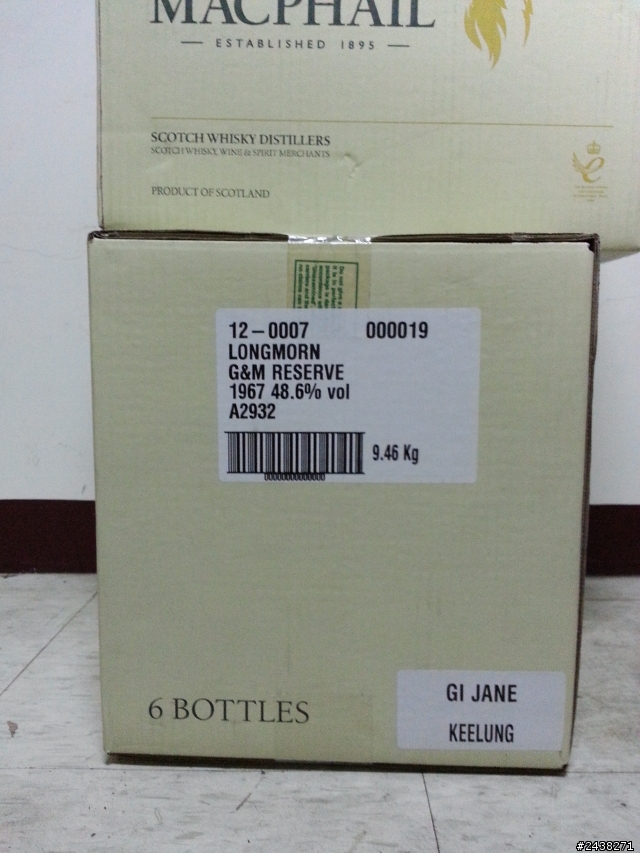 MACPHAIL
— ESTABLISHED 1895 —
SCOTCH WHISKY DISTILLERS
SCOTCH WHISKY, WINE & SPIRIT MERCHANTS
PRODUCT OF SCOTLAND
12-0007 000019
LONGMORN
G&M RESERVE
1967 48.6% vol
A2932
9.46 Kg
6 BOTTLES
GI JANE
KEELUNG
#2438271